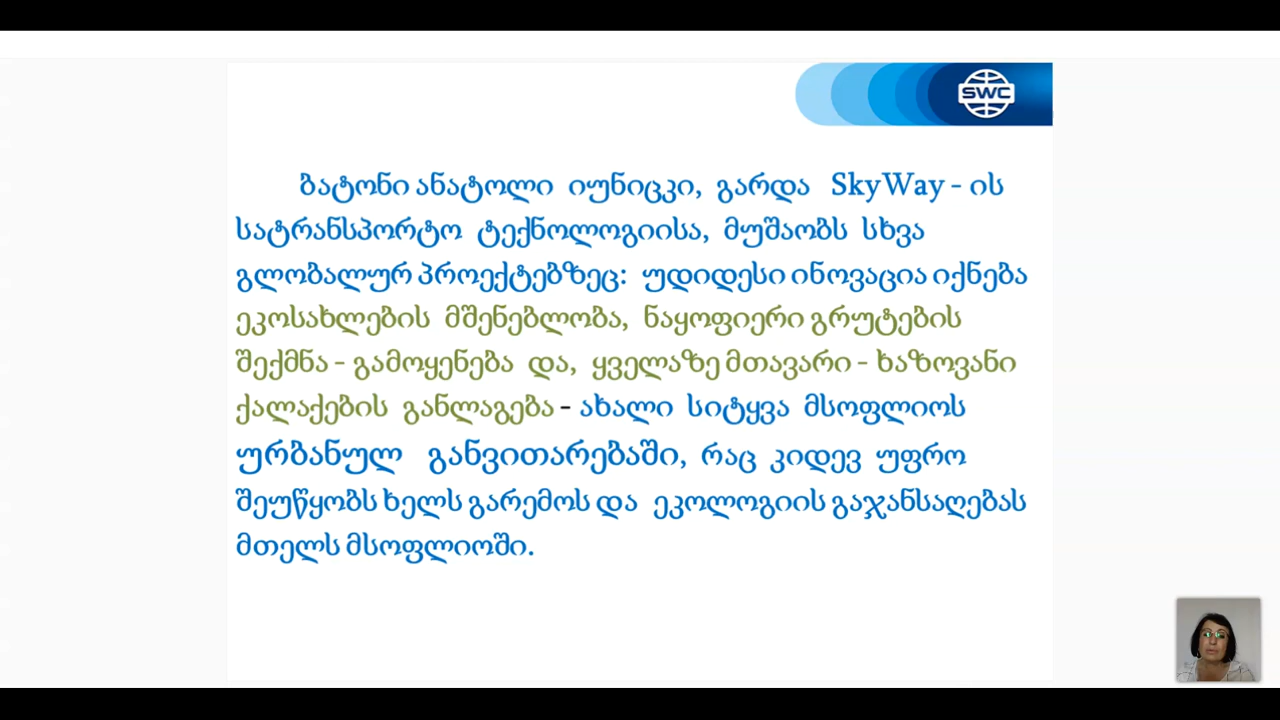 SWC
ბატონი ანატოლი იუნიცკი, გარდა SkyWay - ის
სატრანსპორტო ტექნოლოგიისა, მუშაობს სხვა
გლობალურ პროექტებზეც: უდიდესი ინოვაცია იქნება
ეკოსახლების მშენებლობა, ნაყოფიერი გრუტების
შექმნა - გამოყენება და, ყველაზე მთავარი - ხაზოვანი
ქალაქების განლაგება - ახალი სიტყვა მსოფლიოს
ურბანულ განვითარებაში, რაც კიდევ უფრო
შეუწყობს ხელს გარემოს და ეკოლოგიის გაჯანსაღებას
მთელს მსოფლიოში.